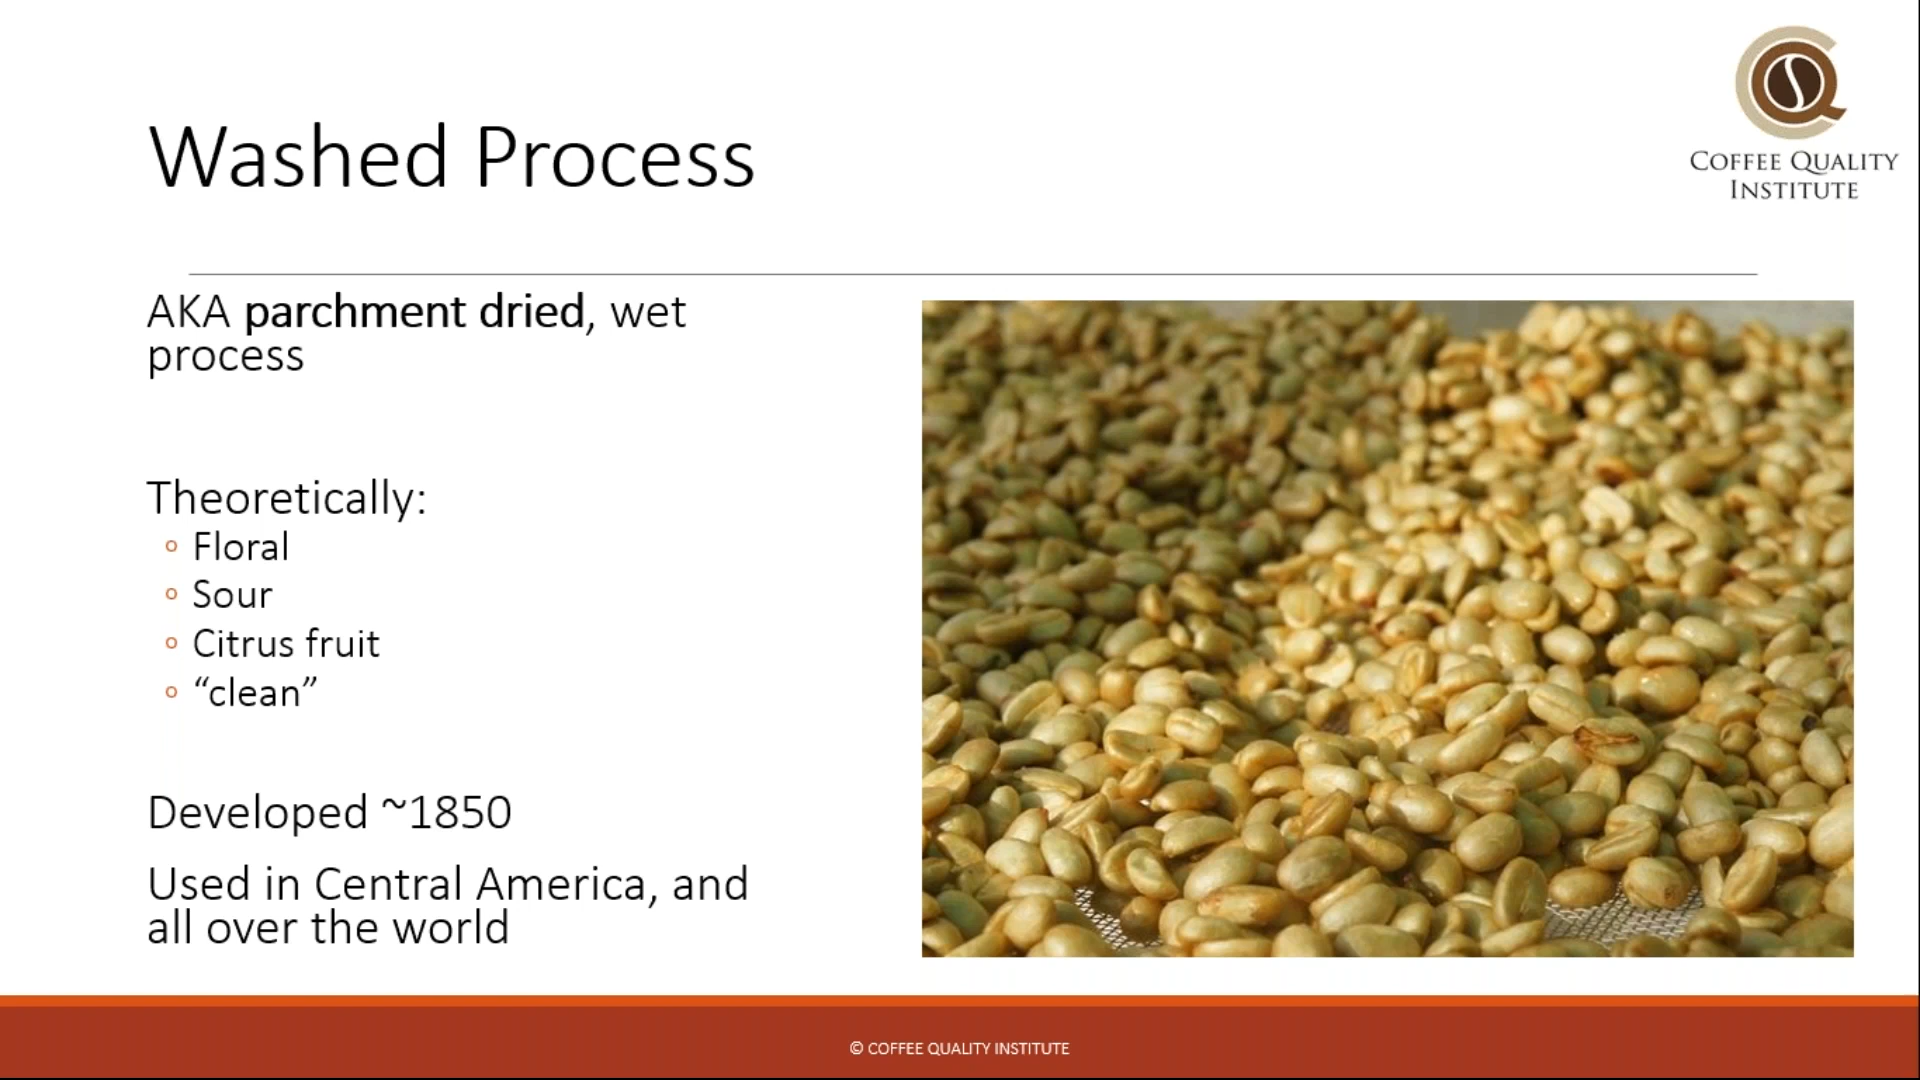 Washed Process
COFFEE QUALITY
INSTITUTE
AKA parchment dried, wet
process
Theoretically:
Floral
Sour
Citrus fruit
“clean”
Developed ~1850
Used in Central America, and
all over the world
© COFFEE QUALITY INSTITUTE